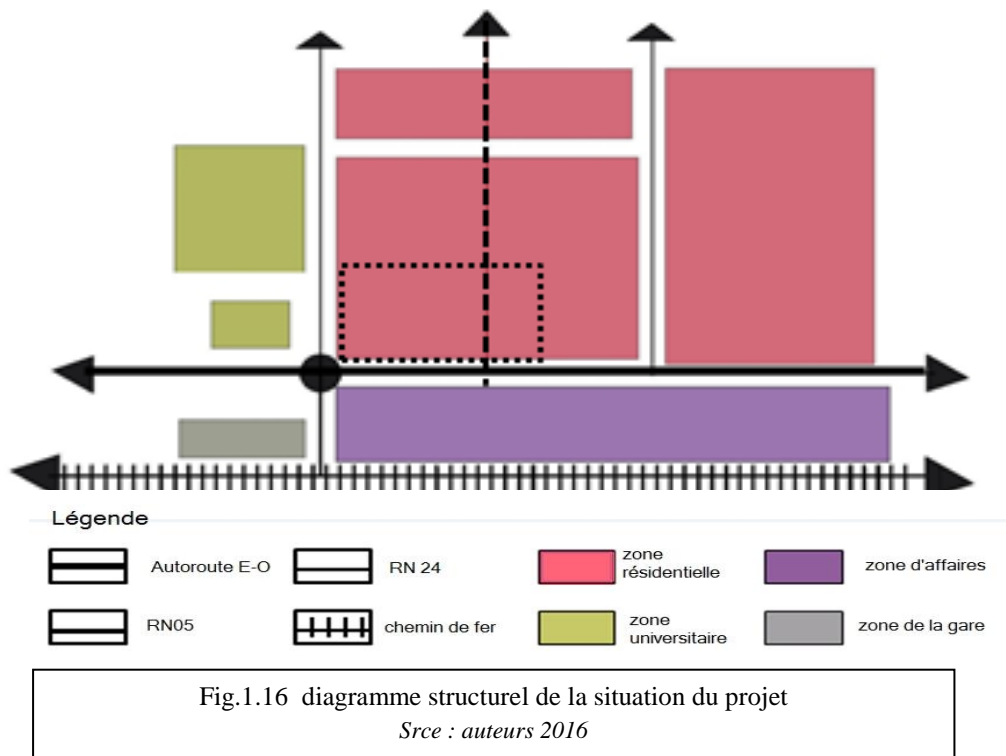 Légende
Autoroute E-O
RN 24
zone
résidentielle
zone d'affaires
RN05
chemin de fer
zone
universitaire
zone de la gare
Fig.1.16 diagramme structurel de la situation du projet
Srce : auteurs 2016